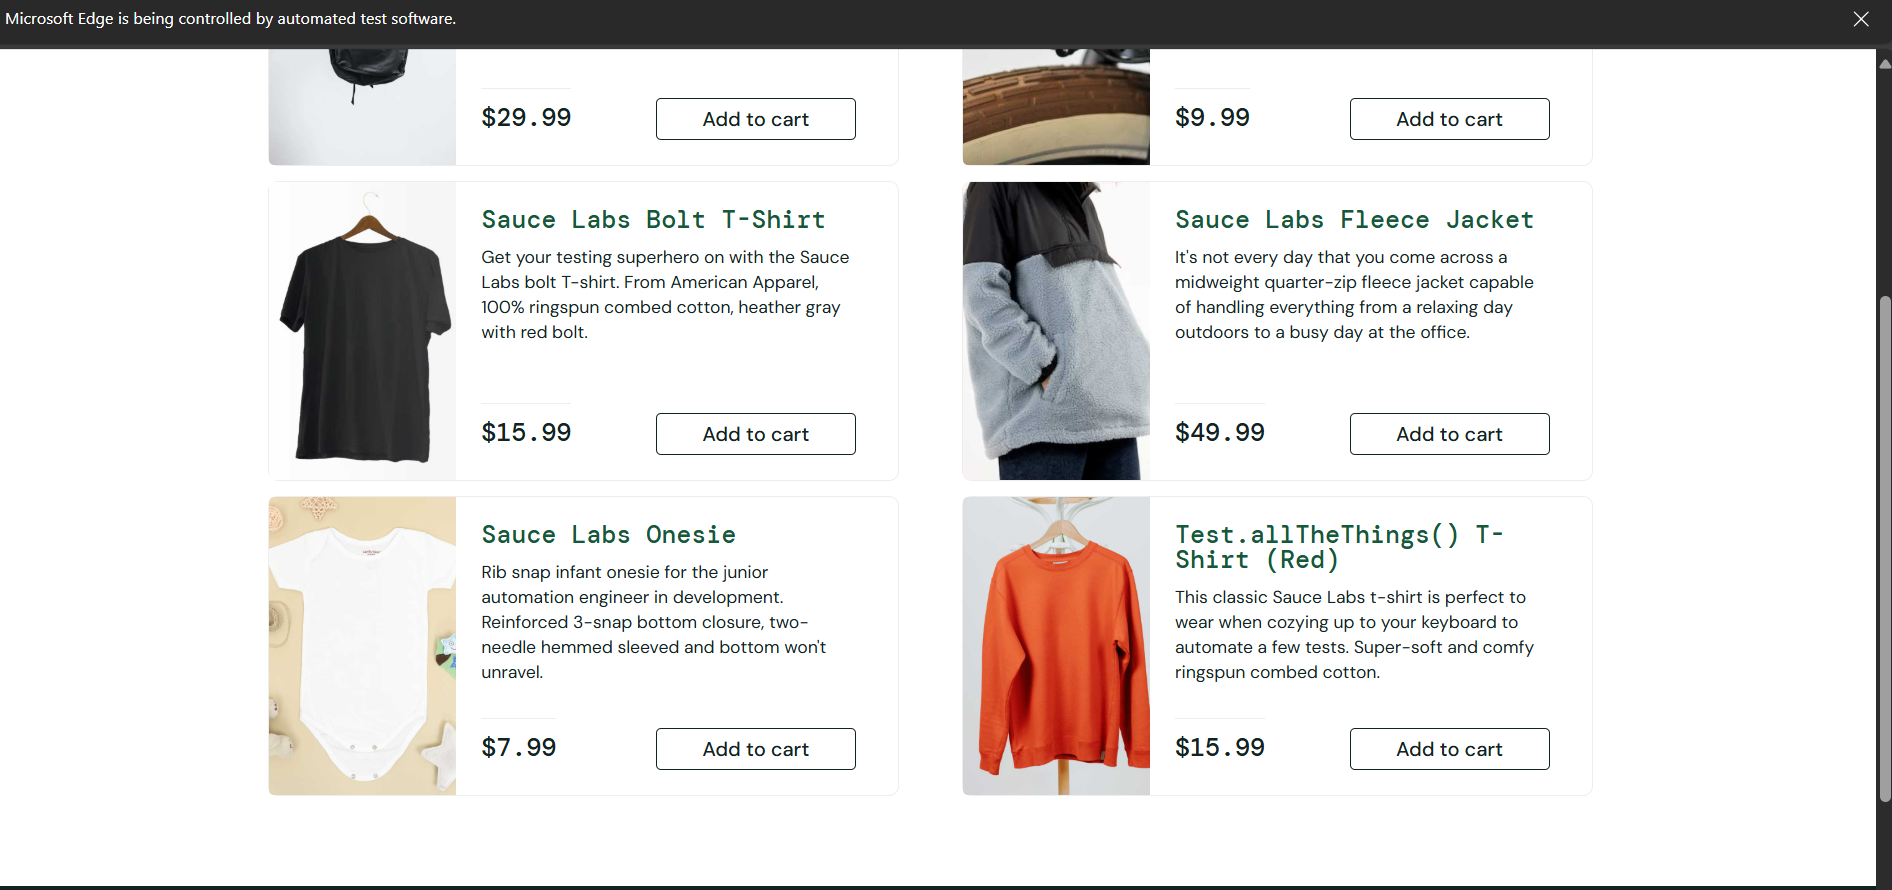 Microsoft Edge is being controlled by automated test software.
$29.99
Add to cart
$9.99
Add to cart
Sauce Labs Bolt T-Shirt
Get your testing superhero on with the Sauce
Labs bolt T-shirt. From American Apparel,
100% ringspun combed cotton, heather gray
with red bolt.
$15.99
Add to cart
Sauce Labs Fleece Jacket
It's not every day that you come across a
midweight quarter-zip fleece jacket capable
of handling everything from a relaxing day
outdoors to a busy day at the office.
$49.99
Add to cart
Sauce Labs Onesie
Rib snap infant onesie for the junior
automation engineer in development.
Reinforced 3-snap bottom closure, two-
needle hemmed sleeved and bottom won't
unravel.
$7.99
Add to cart
Test.allTheThings() T-
Shirt (Red)
This classic Sauce Labs t-shirt is perfect to
wear when cozying up to your keyboard to
automate a few tests. Super-soft and comfy
ringspun combed cotton.
$15.99
Add to cart